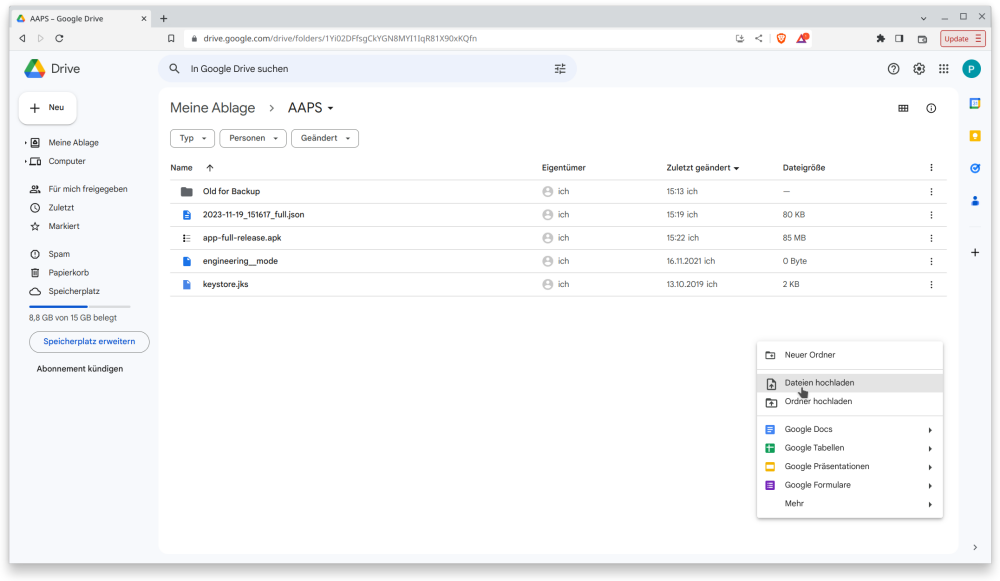 AAPS – Google Drive
drive.google.com/drive/folders/1Yi02DFfsgCkYGN8MYI1IqR81X90xKQfn
Update
Drive
In Google Drive suchen
P
Neu
Meine Ablage
Computer
Für mich freigegeben
Zuletzt
Markiert
Spam
Papierkorb
Speicherplatz
8,8 GB von 15 GB belegt
Speicherplatz erweitern
Abonnement kündigen
Meine Ablage > AAPS
Typ Personen Geändert
Name Eigentümer Zuletzt geändert Dateigröße
Old for Backup ich 15:13 ich —
2023-11-19_151617_full.json ich 15:19 ich 80 KB
app-full-release.apk ich 15:22 ich 85 MB
engineering__mode ich 16.11.2021 ich 0 Byte
keystore.jks ich 13.10.2019 ich 2 KB
Neuer Ordner
Dateien hochladen
Ordner hochladen
Google Docs
Google Tabellen
Google Präsentationen
Google Formulare
Mehr